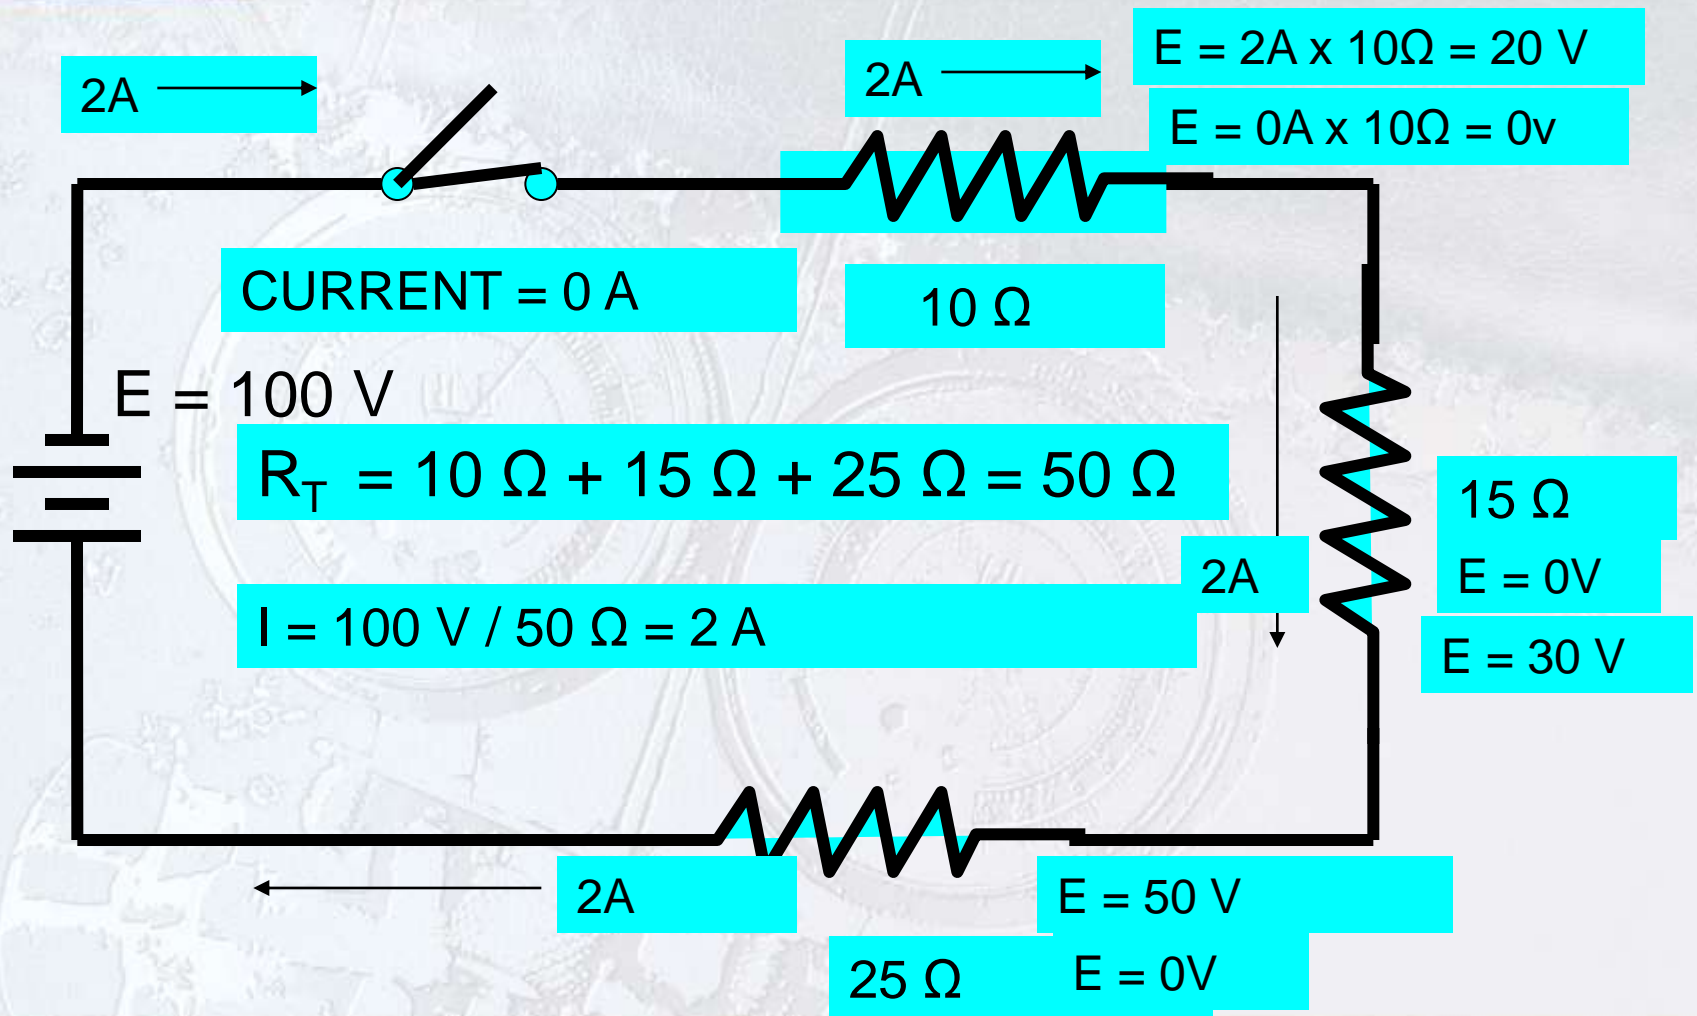 E = 2A x 10Ω = 20 V
2A
2A
E = 0A x 10Ω = 0v
CURRENT = 0 A
10 Ω
E = 100 V
R_T = 10 Ω + 15 Ω + 25 Ω = 50 Ω
15 Ω
2A
E = 0V
I = 100 V / 50 Ω = 2 A
E = 30 V
2A
E = 50 V
25 Ω
E = 0V